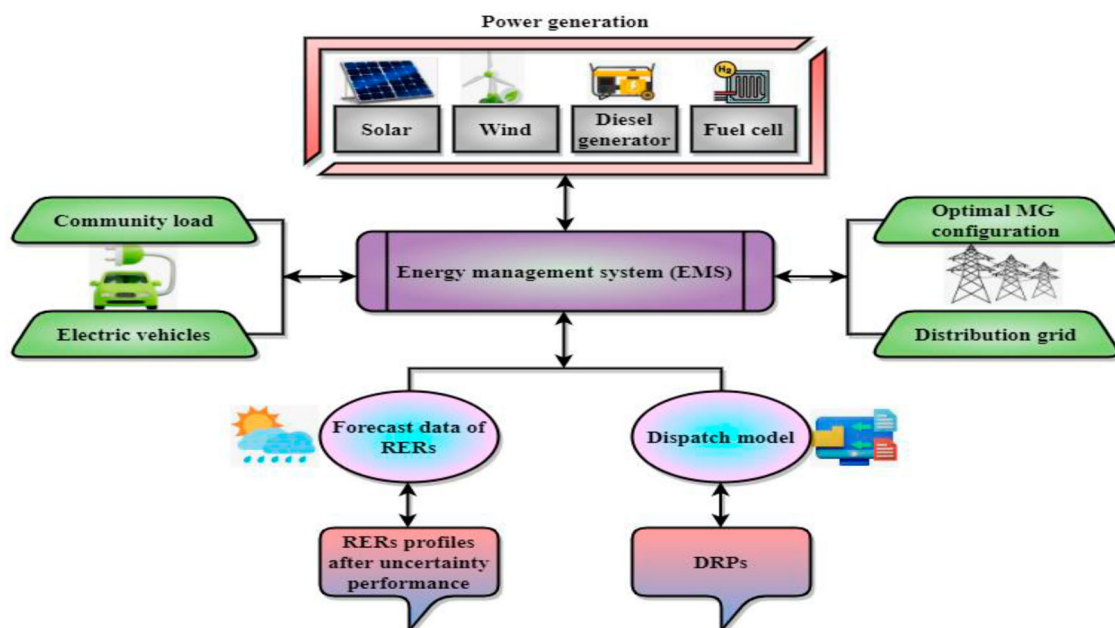 Power generation
H2
Solar
Wind
Diesel
generator
Fuel cell
Community load
Electric vehicles
Energy management system (EMS)
Optimal MG
configuration
Distribution grid
Forecast data of
RERs
Dispatch model
RERs profiles
after uncertainty
performance
DRPs